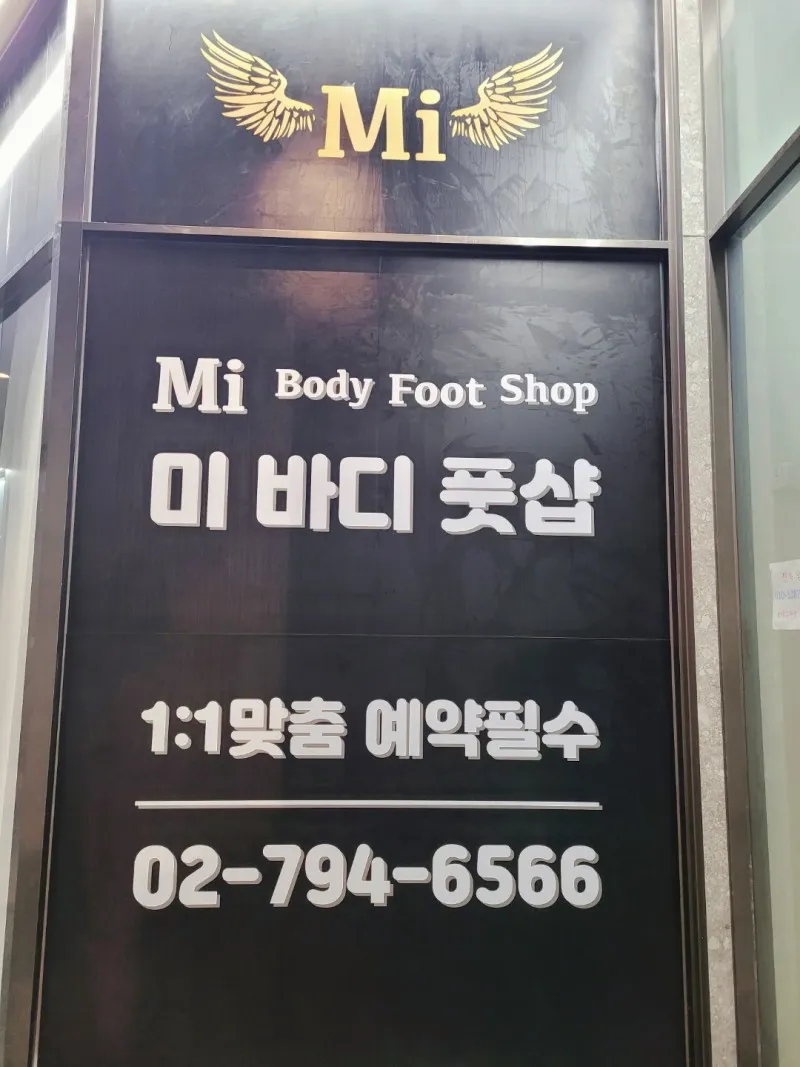 Mi
Mi Body Foot Shop
미 바디 풋샵
1:1맞춤 예약필수
02-794-6566